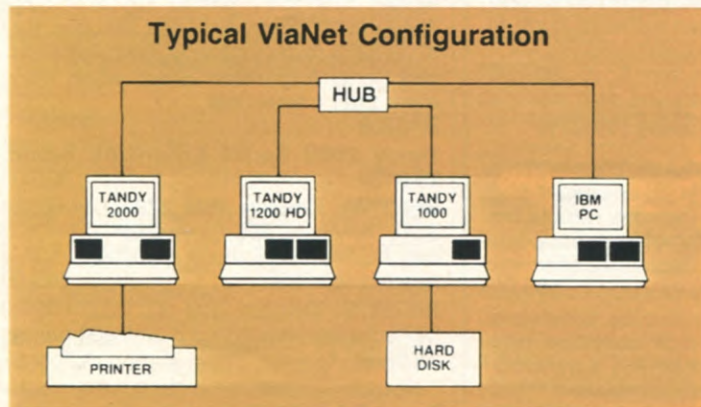 Typical ViaNet Configuration
HUB
TANDY
2000
TANDY
1200 HD
TANDY
1000
IBM
PC
PRINTER
HARD
DISK